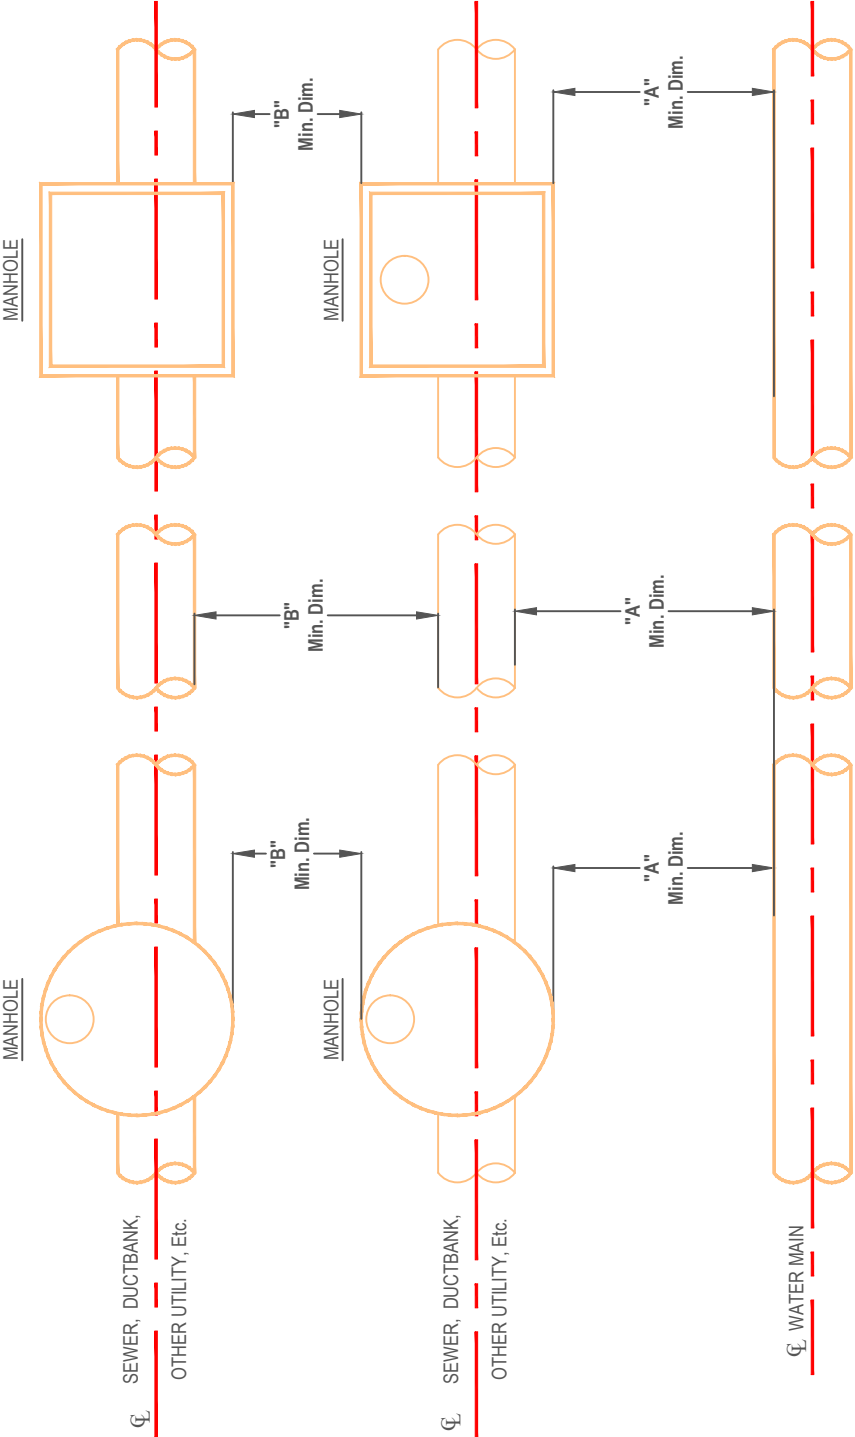 MANHOLE
MANHOLE
"B"
Min. Dim.
"A"
Min. Dim.
"B"
Min. Dim.
"A"
Min. Dim.
"B"
Min. Dim.
"A"
Min. Dim.
MANHOLE
MANHOLE
℄ SEWER, DUCTBANK,
OTHER UTILITY, Etc.
℄ SEWER, DUCTBANK,
OTHER UTILITY, Etc.
℄ WATER MAIN